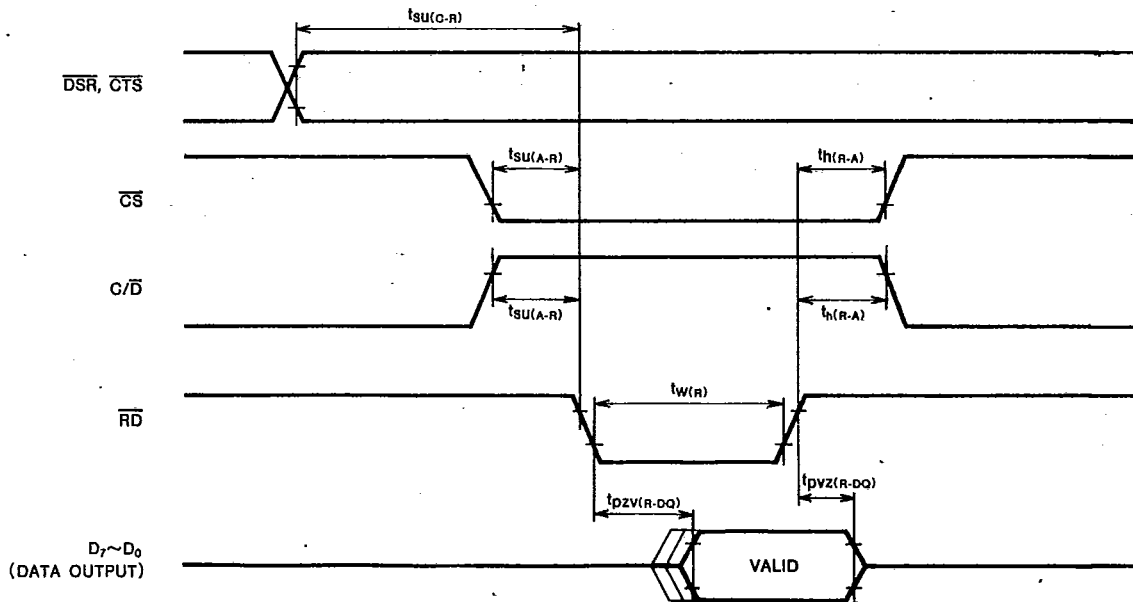 tsu(C-R)
DSR, CTS
tsu(A-R)
th(R-A)
CS
C/D
tsu(A-R)
th(R-A)
tW(R)
RD
tPZV(R-DQ)
tPVZ(R-DQ)
D7~D0
(DATA OUTPUT)
VALID